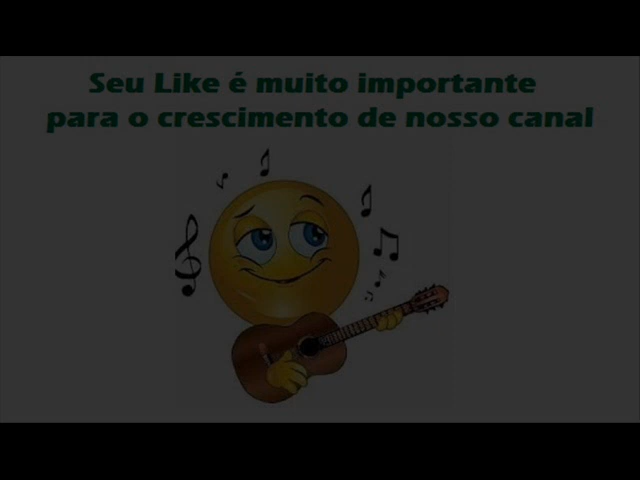 Seu Like é muito importante
para o crescimento de nosso canal